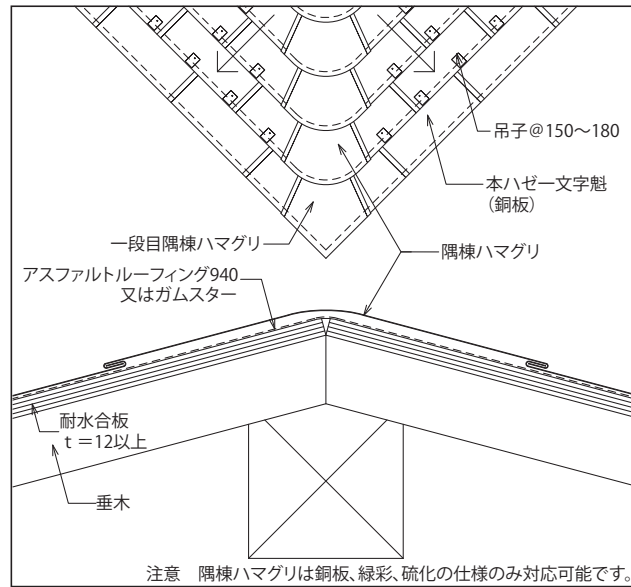 吊子@150～180
本ハゼ一文字魁
（銅板）
一段目隅棟ハマグリ
隅棟ハマグリ
アスファルトルーフィング940
又はガムスター
耐水合板
t＝12以上
垂木
注意　隅棟ハマグリは銅板、緑彩、硫化の仕様のみ対応可能です。